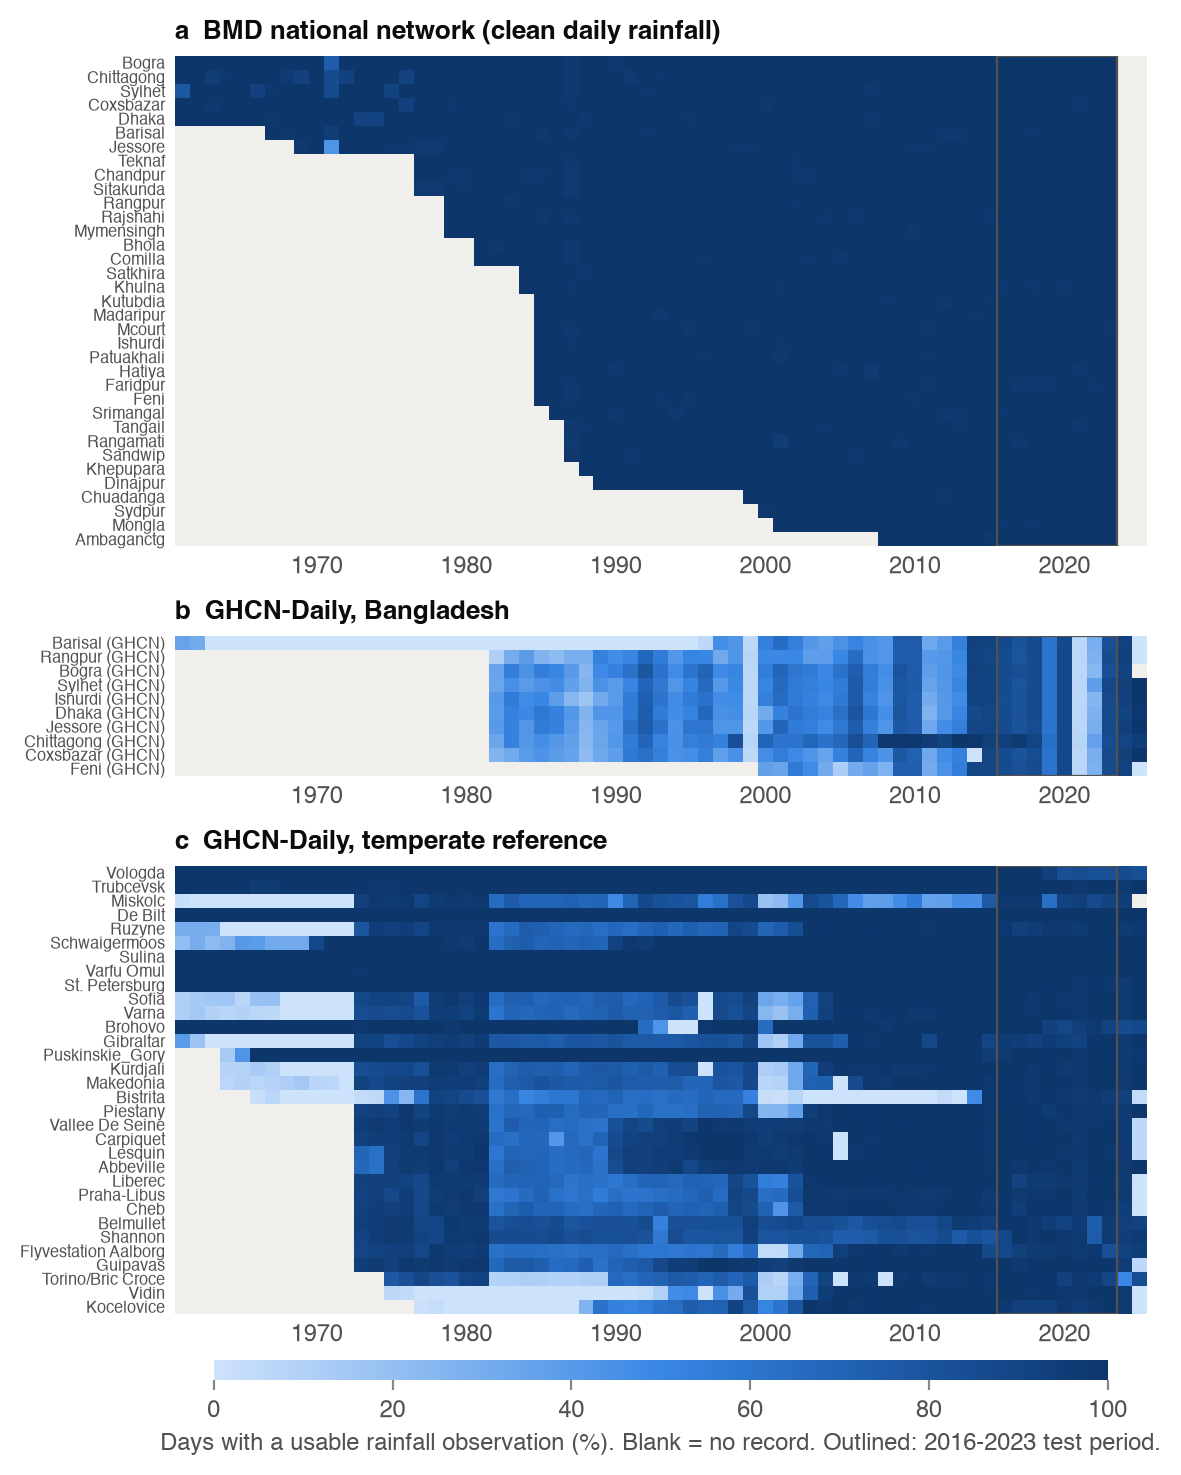 a BMD national network (clean daily rainfall)
Bogra
Chittagong
Sylhet
Coxsbazar
Dhaka
Barisal
Jessore
Teknaf
Chandpur
Sitakunda
Rangpur
Rajshahi
Mymensingh
Bhola
Comilla
Satkhira
Khulna
Kutubdia
Madaripur
Mcourt
Ishurdi
Patuakhali
Hatiya
Faridpur
Feni
Srimangal
Tangail
Rangamati
Sandwip
Khepupara
Dinajpur
Chuadanga
Sydpur
Mongla
Ambaganctg
1970 1980 1990 2000 2010 2020
b GHCN-Daily, Bangladesh
Barisal (GHCN)
Rangpur (GHCN)
Bogra (GHCN)
Sylhet (GHCN)
Ishurdi (GHCN)
Dhaka (GHCN)
Jessore (GHCN)
Chittagong (GHCN)
Coxsbazar (GHCN)
Feni (GHCN)
1970 1980 1990 2000 2010 2020
c GHCN-Daily, temperate reference
Vologda
Trubcevsk
Miskolc
De Bilt
Ruzyne
Schwaigermoos
Sulina
Varfu Omul
St. Petersburg
Sofia
Varna
Brohovo
Gibraltar
Puskinskie_Gory
Kurdjali
Makedonia
Bistrita
Piestany
Vallee De Seine
Carpiquet
Lesquin
Abbeville
Liberec
Praha-Libus
Cheb
Belmullet
Shannon
Flyvestation Aalborg
Guipavas
Torino/Bric Croce
Vidin
Kocelovice
1970 1980 1990 2000 2010 2020
0 20 40 60 80 100
Days with a usable rainfall observation (%). Blank = no record. Outlined: 2016-2023 test period.